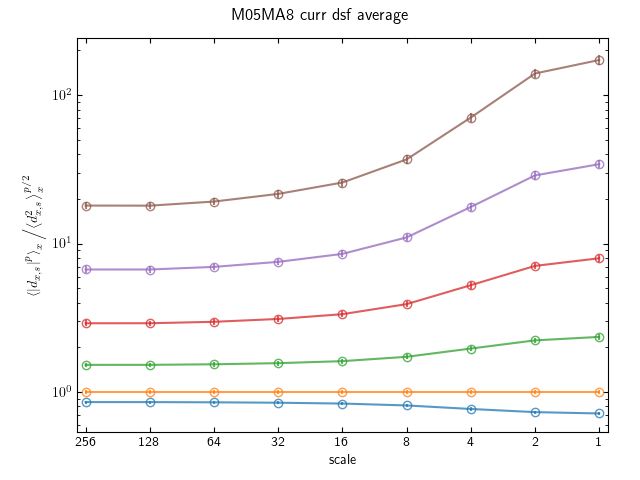 M05MA8 curr dsf average
⟨|d_{x,s}|^p⟩_x / ⟨d_{x,s}^2⟩_x^{p/2}
10^2
10^1
10^0
256 128 64 32 16 8 4 2 1
scale